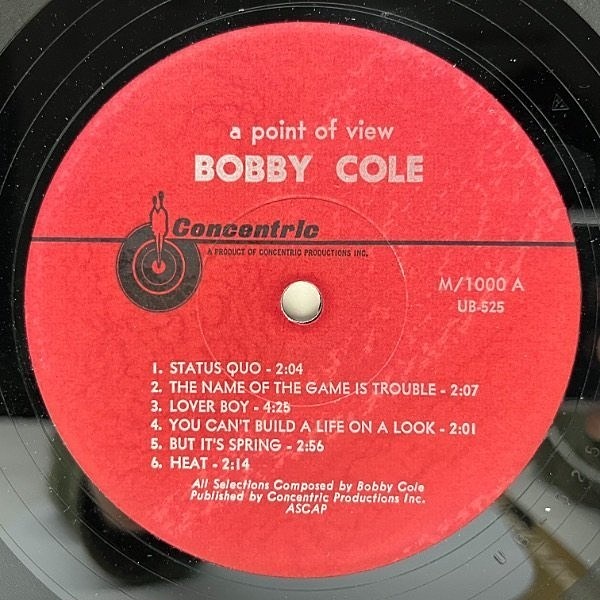 a point of view
BOBBY COLE
Concentric
A PRODUCT OF CONCENTRIC PRODUCTIONS INC.
M/1000 A
UB-525
1. STATUS QUO - 2:04
2. THE NAME OF THE GAME IS TROUBLE - 2:07
3. LOVER BOY - 4:25
4. YOU CAN'T BUILD A LIFE ON A LOOK - 2:01
5. BUT IT'S SPRING - 2:56
6. HEAT - 2:14
All Selections Composed by Bobby Cole
Published by Concentric Productions Inc.
ASCAP